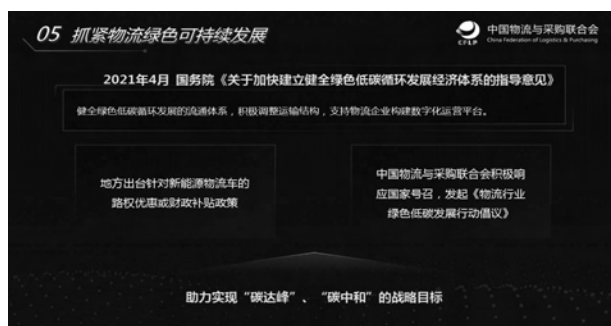 05 抓紧物流绿色可持续发展
中国物流与采购联合会
China Federation of Logistics & Purchasing
CFLP
2021年4月 国务院《关于加快建立健全绿色低碳循环发展经济体系的指导意见》
健全绿色低碳循环发展的流通体系，积极调整运输结构，支持物流企业构建数字化运营平台。
地方出台针对新能源物流车的
路权优惠或财政补贴政策
中国物流与采购联合会积极响
应国家号召，发起《物流行业
绿色低碳发展行动倡议》
助力实现“碳达峰”、“碳中和”的战略目标